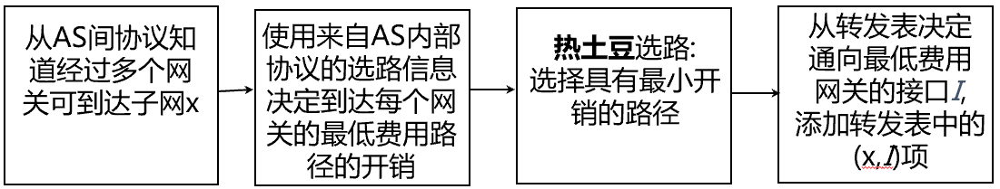 从AS间协议知
道经过多个网
关可到达子网x
使用来自AS内部
协议的选路信息
决定到达每个网
关的最低费用路
径的开销
热土豆选路:
选择具有最小开
销的路径
从转发表决定
通向最低费用
网关的接口I,
添加转发表中的
(x,I)项